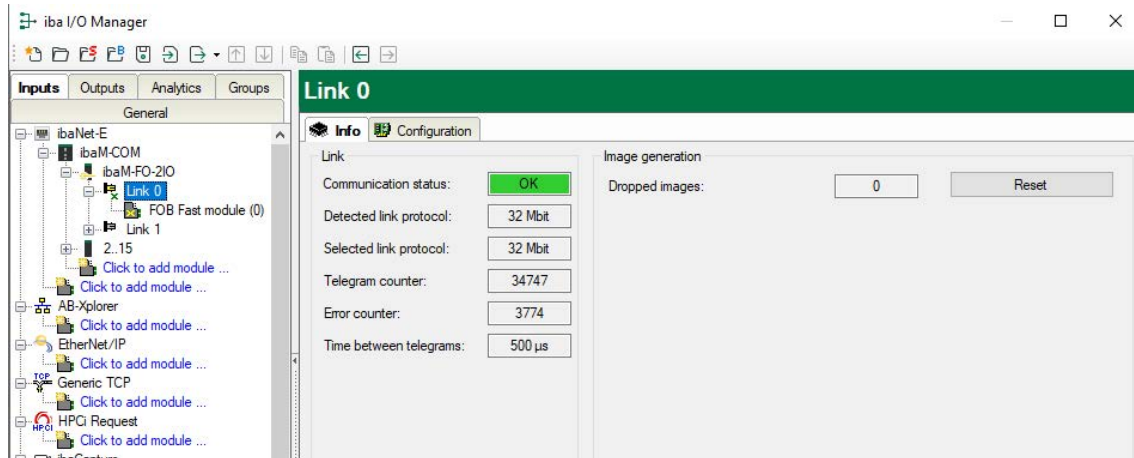 iba I/O Manager
Inputs
Outputs
Analytics
Groups
General
ibaNet-E
ibaM-COM
ibaM-FO-2IO
Link 0
FOB Fast module (0)
Link 1
2..15
Click to add module ...
Click to add module ...
AB-Xplorer
Click to add module ...
EtherNet/IP
Click to add module ...
TCP
Generic TCP
Click to add module ...
HPCi
HPCi Request
Click to add module ...
Link 0
Info
Configuration
Link
Communication status: OK
Detected link protocol: 32 Mbit
Selected link protocol: 32 Mbit
Telegram counter: 34747
Error counter: 3774
Time between telegrams: 500 µs
Image generation
Dropped images: 0 Reset